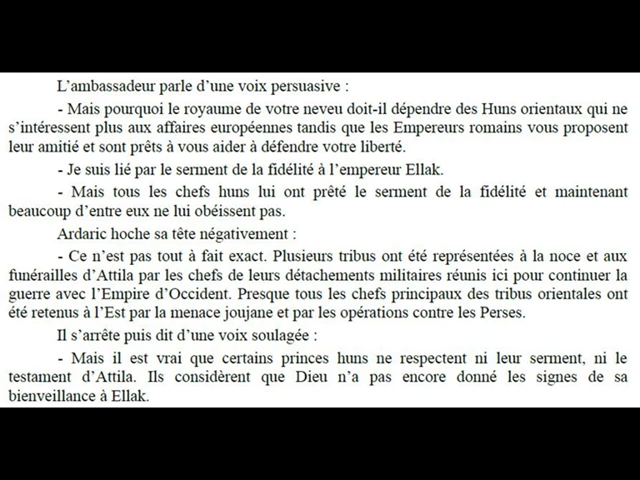 L’ambassadeur parle d’une voix persuasive :
- Mais pourquoi le royaume de votre neveu doit-il dépendre des Huns orientaux qui ne
s’intéressent plus aux affaires européennes tandis que les Empereurs romains vous proposent
leur amitié et sont prêts à vous aider à défendre votre liberté.
- Je suis lié par le serment de la fidélité à l’empereur Ellak.
- Mais tous les chefs huns lui ont prêté le serment de la fidélité et maintenant
beaucoup d’entre eux ne lui obéissent pas.
Ardaric hoche sa tête négativement :
- Ce n’est pas tout à fait exact. Plusieurs tribus ont été représentées à la noce et aux
funérailles d’Attila par les chefs de leurs détachements militaires réunis ici pour continuer la
guerre avec l’Empire d’Occident. Presque tous les chefs principaux des tribus orientales ont
été retenus à l’Est par la menace joujane et par les opérations contre les Perses.
Il s’arrête puis dit d’une voix soulagée :
- Mais il est vrai que certains princes huns ne respectent ni leur serment, ni le
testament d’Attila. Ils considèrent que Dieu n’a pas encore donné les signes de sa
bienveillance à Ellak.